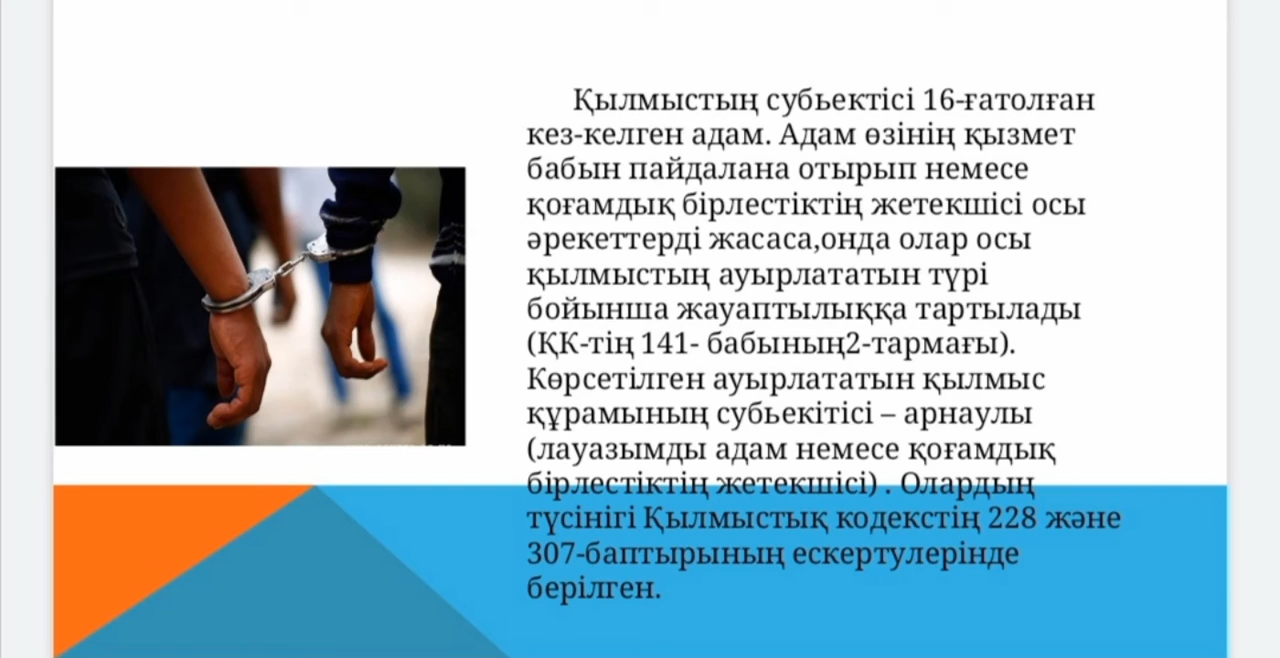 Қылмыстың субьектісі 16-ғатолған
кез-келген адам. Адам өзінің қызмет
бабын пайдалана отырып немесе
қоғамдық бірлестіктің жетекшісі осы
әрекеттерді жасаса,онда олар осы
қылмыстың ауырлататын түрі
бойынша жауаптылыққа тартылады
(ҚК-тің 141- бабының2-тармағы).
Көрсетілген ауырлататын қылмыс
құрамының субьекітісі – арнаулы
(лауазымды адам немесе қоғамдық
бірлестіктің жетекшісі) . Олардың
түсінігі Қылмыстық кодекстің 228 және
307-баптырының ескертулерінде
берілген.